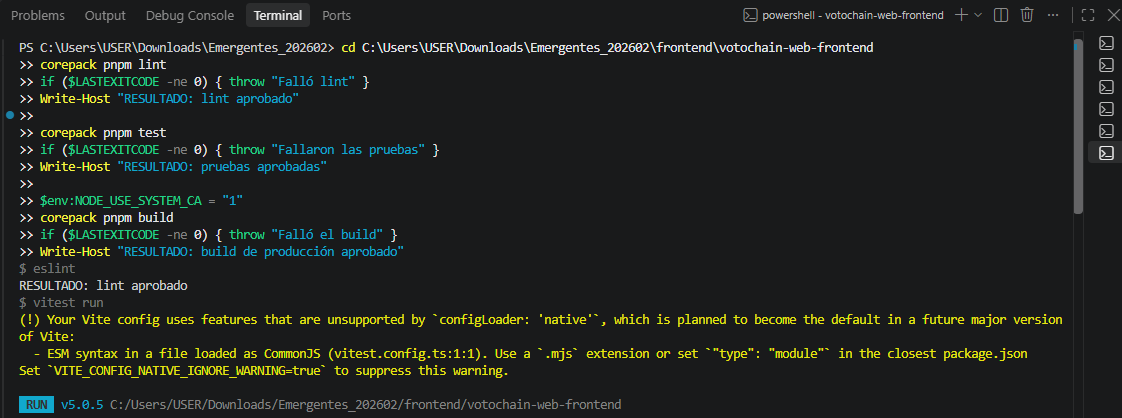 Problems Output Debug Console Terminal Ports powershell - votochain-web-frontend
PS C:\Users\USER\Downloads\Emergentes_202602> cd C:\Users\USER\Downloads\Emergentes_202602\frontend\votochain-web-frontend
>> corepack pnpm lint
>> if ($LASTEXITCODE -ne 0) { throw "Falló lint" }
>> Write-Host "RESULTADO: lint aprobado"
>>
>> corepack pnpm test
>> if ($LASTEXITCODE -ne 0) { throw "Fallaron las pruebas" }
>> Write-Host "RESULTADO: pruebas aprobadas"
>>
>> $env:NODE_USE_SYSTEM_CA = "1"
>> corepack pnpm build
>> if ($LASTEXITCODE -ne 0) { throw "Falló el build" }
>> Write-Host "RESULTADO: build de producción aprobado"
$ eslint
RESULTADO: lint aprobado
$ vitest run
(!) Your Vite config uses features that are unsupported by `configLoader: 'native'`, which is planned to become the default in a future major version
of Vite:
  - ESM syntax in a file loaded as CommonJS (vitest.config.ts:1:1). Use a `.mjs` extension or set `"type": "module"` in the closest package.json
Set `VITE_CONFIG_NATIVE_IGNORE_WARNING=true` to suppress this warning.
RUN v5.0.5 C:/Users/USER/Downloads/Emergentes_202602/frontend/votochain-web-frontend